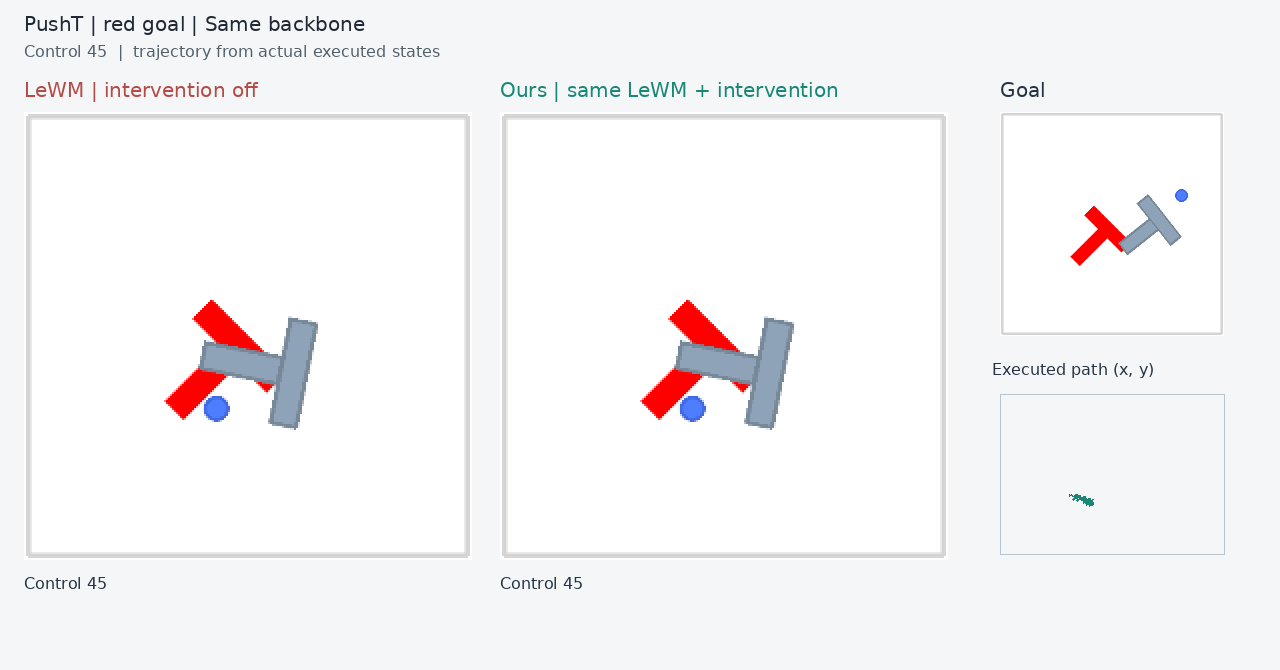 PushT | red goal | Same backbone
Control 45 | trajectory from actual executed states
LeWM | intervention off
Ours | same LeWM + intervention
Goal
Executed path (x, y)
Control 45
Control 45